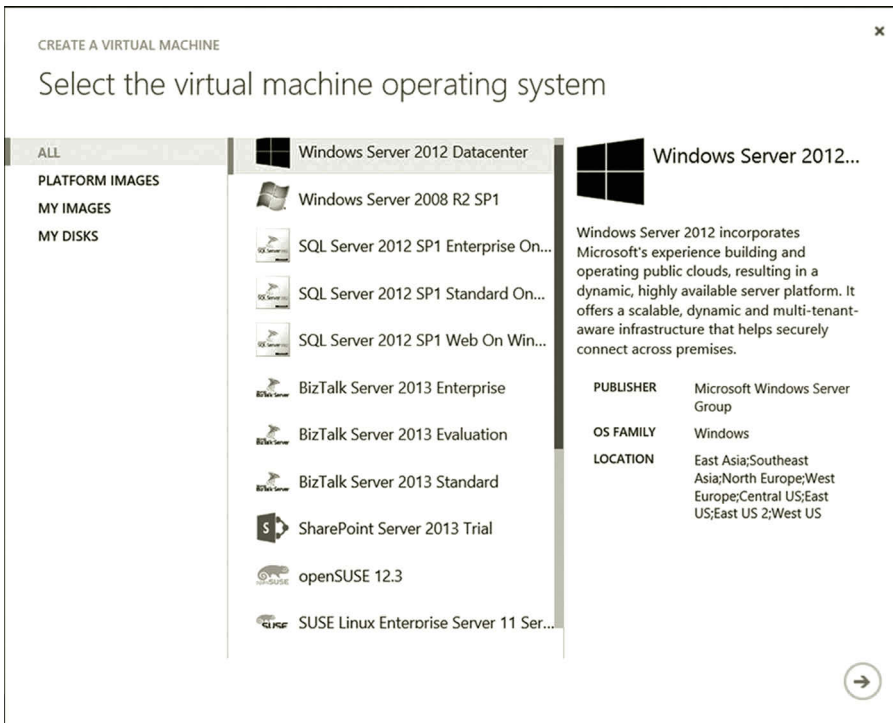 CREATE A VIRTUAL MACHINE
Select the virtual machine operating system
ALL
PLATFORM IMAGES
MY IMAGES
MY DISKS
Windows Server 2012 Datacenter
Windows Server 2008 R2 SP1
SQL Server 2012 SP1 Enterprise On...
SQL Server 2012 SP1 Standard On...
SQL Server 2012 SP1 Web On Win...
BizTalk Server 2013 Enterprise
BizTalk Server 2013 Evaluation
BizTalk Server 2013 Standard
SharePoint Server 2013 Trial
openSUSE 12.3
SUSE Linux Enterprise Server 11 Ser...
Windows Server 2012...
Windows Server 2012 incorporates
Microsoft's experience building and
operating public clouds, resulting in a
dynamic, highly available server platform. It
offers a scalable, dynamic and multi-tenant-
aware infrastructure that helps securely
connect across premises.
PUBLISHER Microsoft Windows Server
Group
OS FAMILY Windows
LOCATION East Asia;Southeast
Asia;North Europe;West
Europe;Central US;East
US;East US 2;West US